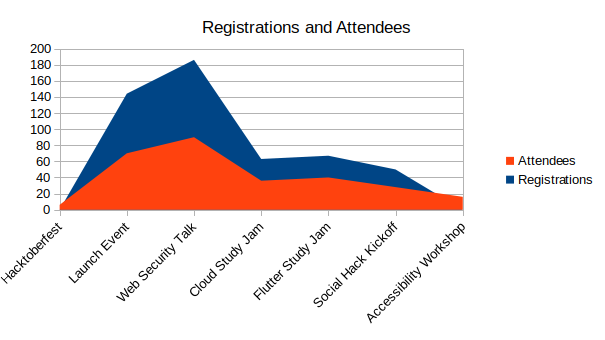 Registrations and Attendees
200
180
160
140
120
100
80
60
40
20
0
Hacktoberfest
Launch Event
Web Security Talk
Cloud Study Jam
Flutter Study Jam
Social Hack Kickoff
Accessibility Workshop
Attendees
Registrations